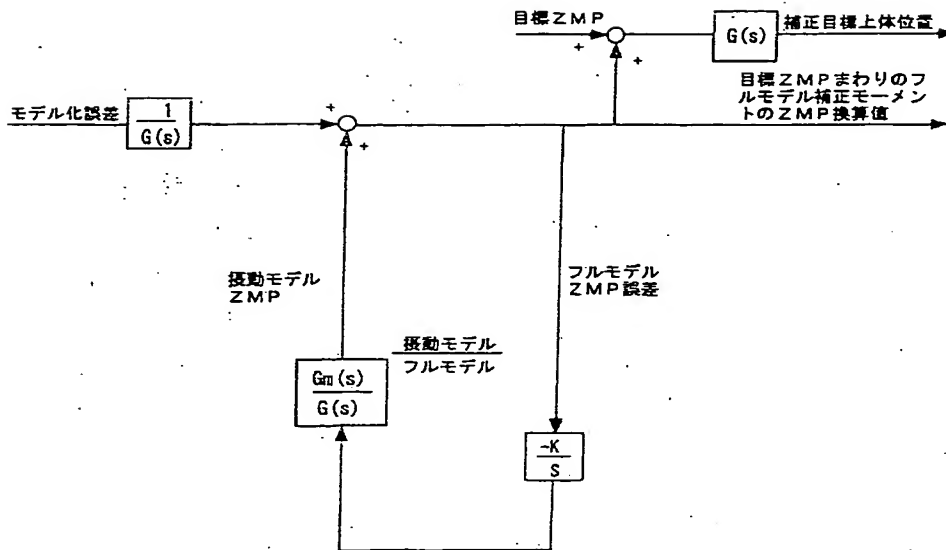 目標ZMP
+
+
G(s)
補正目標上体位置
目標ZMPまわりのフ
ルモデル補正モーメン
トのZMP換算値
モデル化誤差
1
G(s)
+
+
摂動モデル
ZMP
フルモデル
ZMP誤差
摂動モデル
フルモデル
Gm(s)
G(s)
-K
S